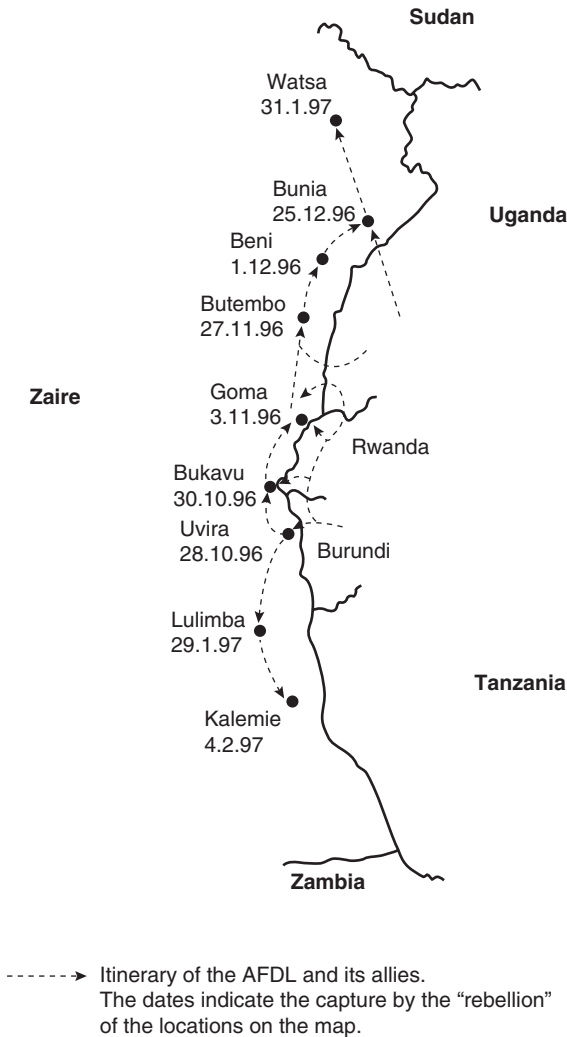 Sudan
Watsa
31.1.97
Bunia
25.12.96
Uganda
Beni
1.12.96
Butembo
27.11.96
Zaire
Goma
3.11.96
Rwanda
Bukavu
30.10.96
Uvira
28.10.96
Burundi
Lulimba
29.1.97
Tanzania
Kalemie
4.2.97
Zambia
Itinerary of the AFDL and its allies.
The dates indicate the capture by the “rebellion”
of the locations on the map.